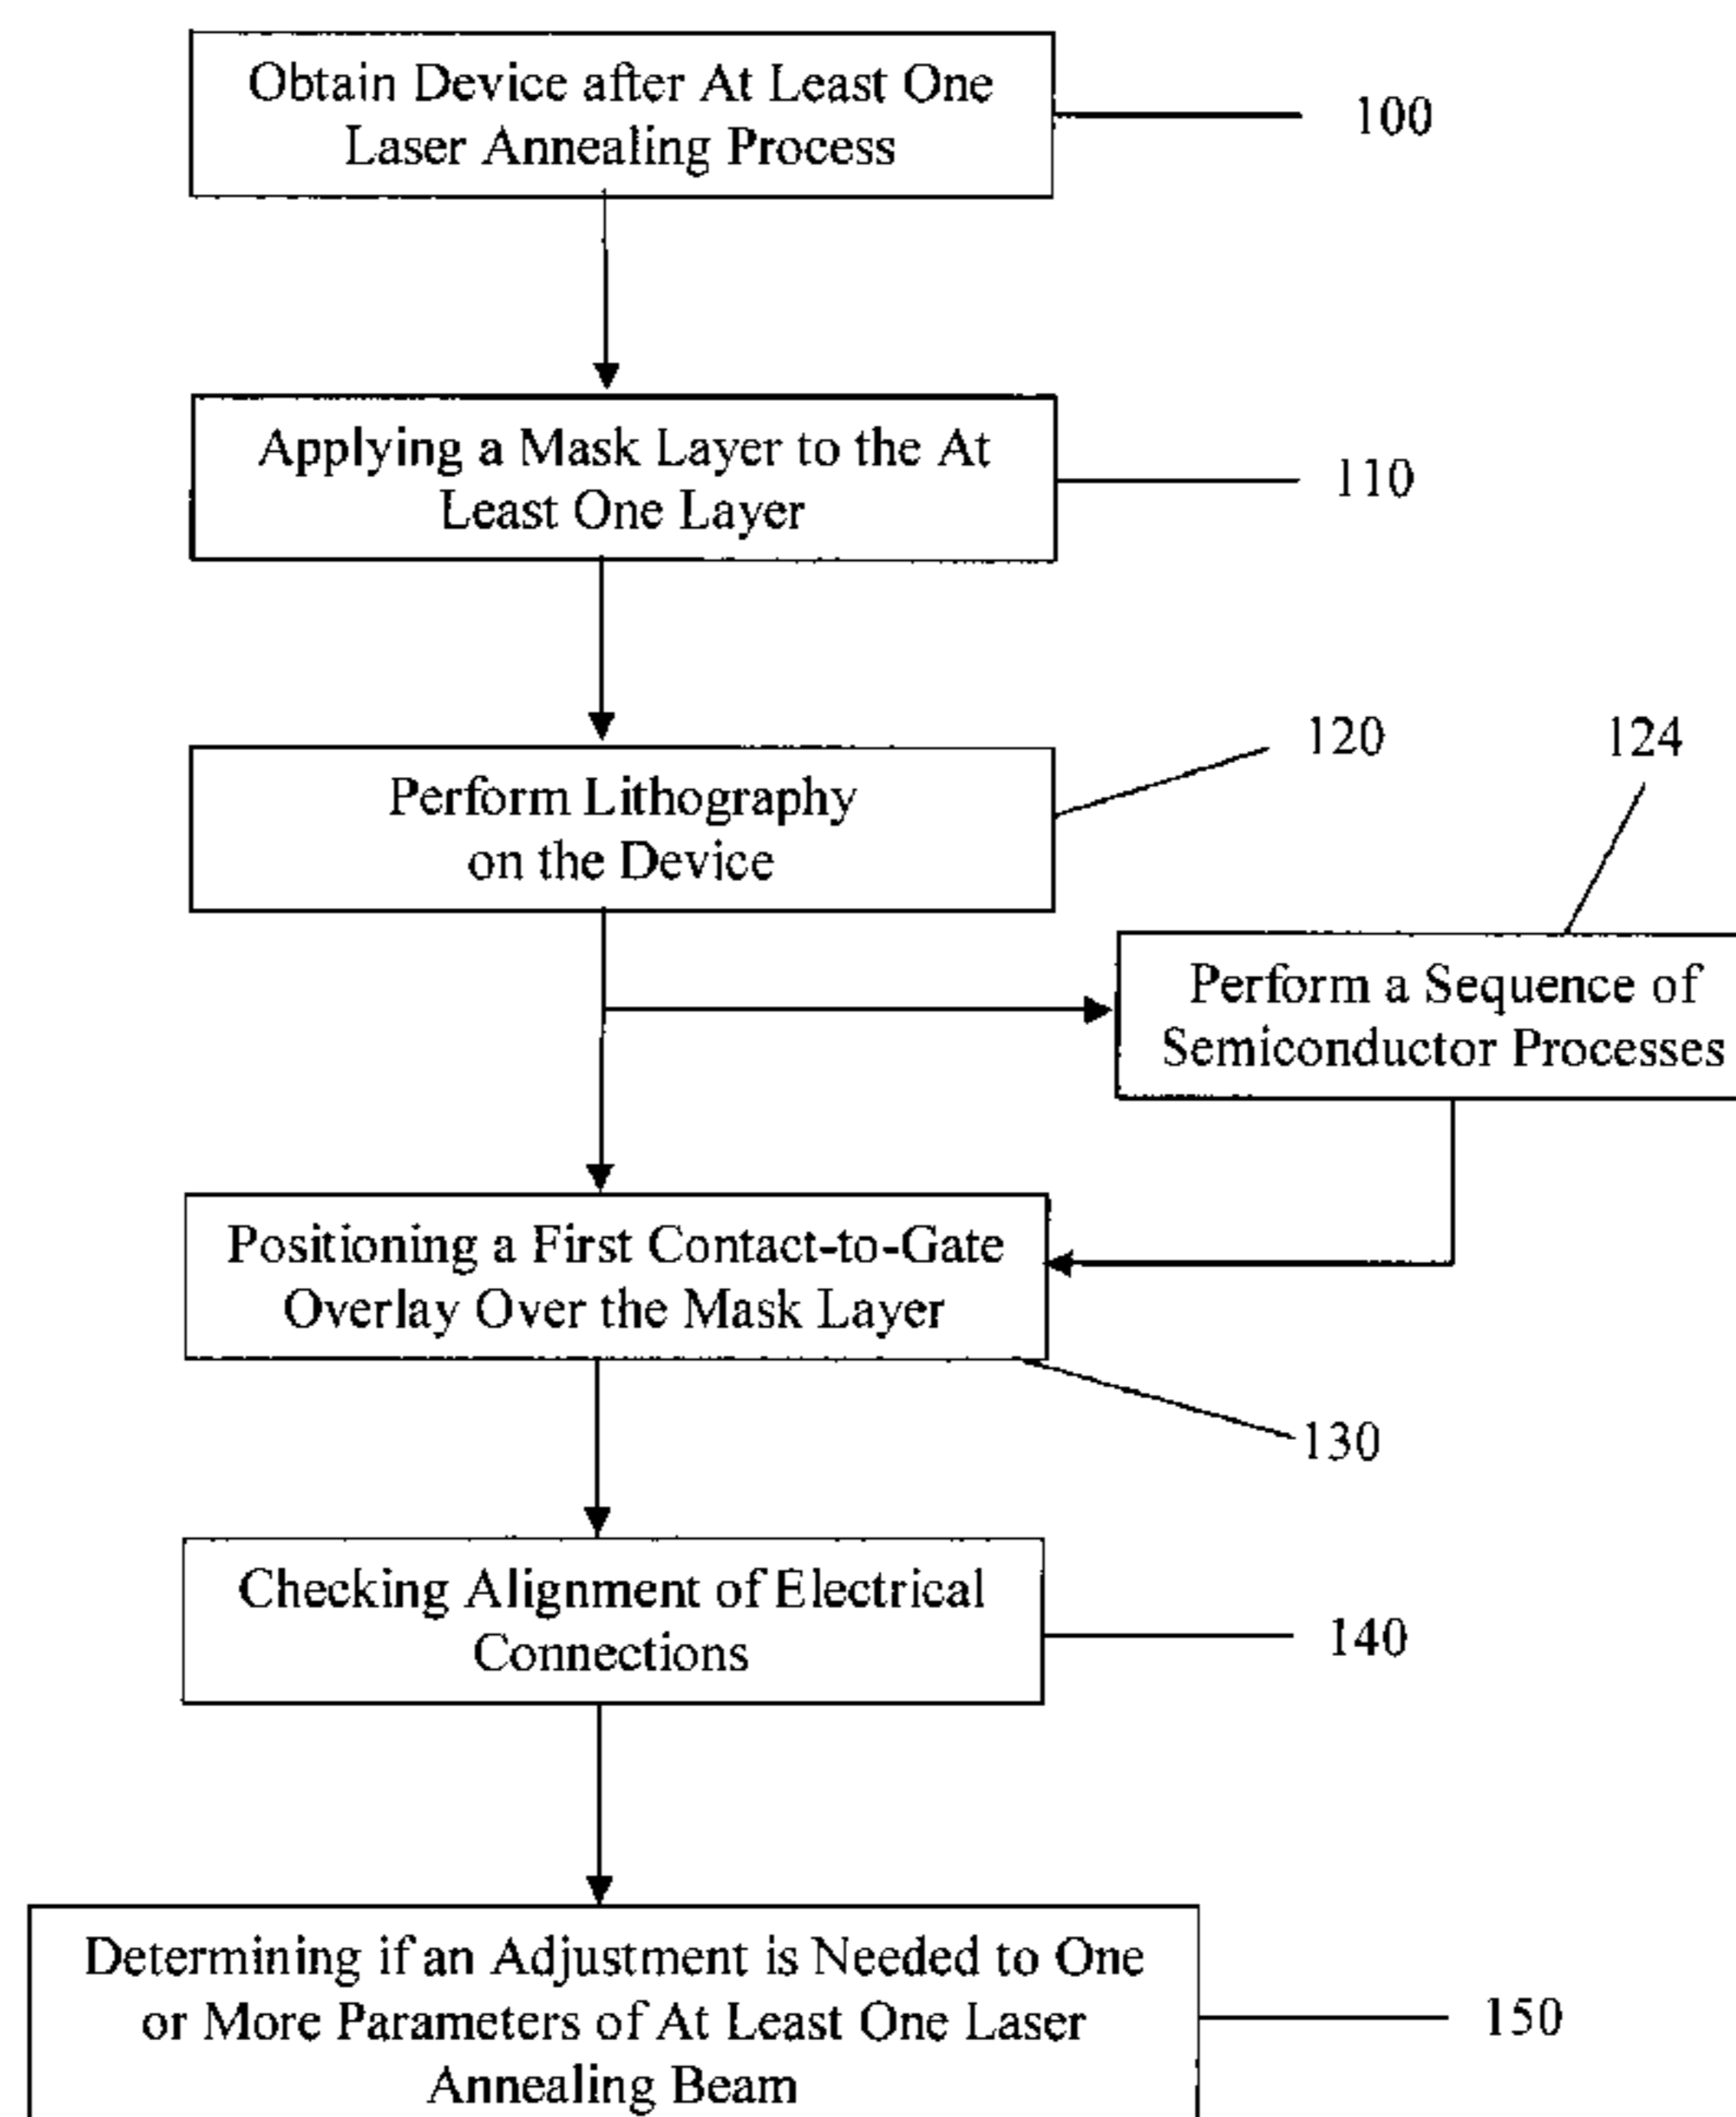 Obtain Device after At Least One
Laser Annealing Process
100
Applying a Mask Layer to the At
Least One Layer
110
Perform Lithography
on the Device
120
124
Perform a Sequence of
Semiconductor Processes
Positioning a First Contact-to-Gate
Overlay Over the Mask Layer
130
Checking Alignment of Electrical
Connections
140
Determining if an Adjustment is Needed to One
or More Parameters of At Least One Laser
Annealing Beam
150